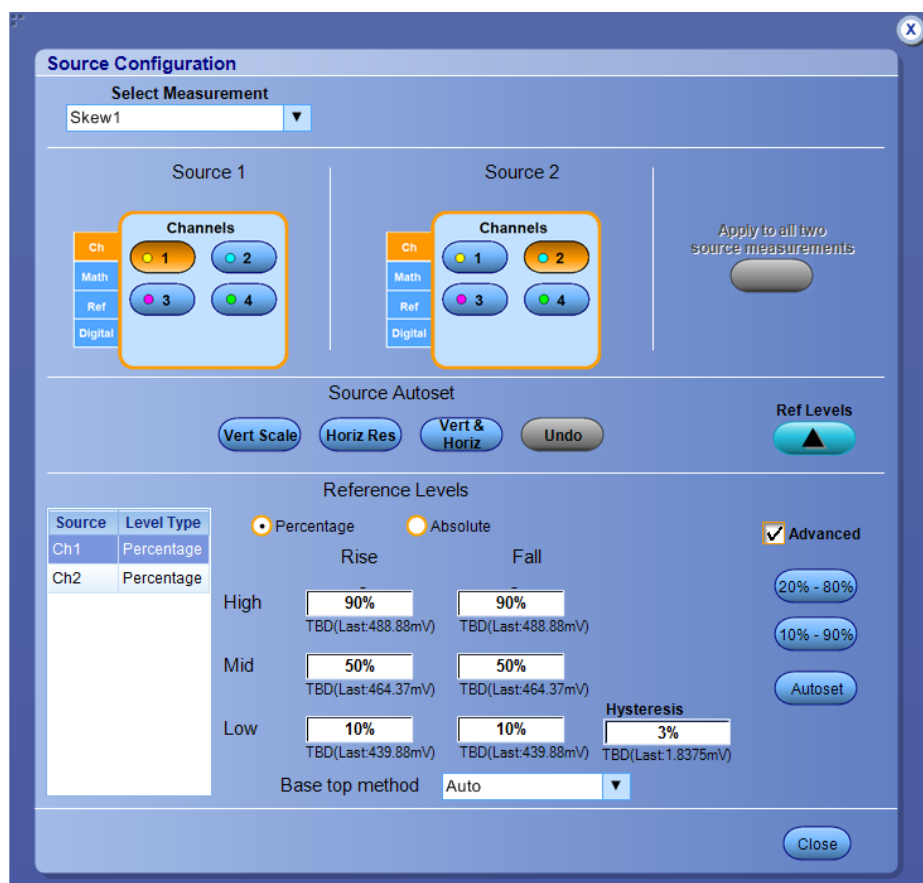 X
Source Configuration
Select Measurement
Skew1
Source 1
Source 2
Channels
Ch
Math
Ref
Digital
1
2
3
4
Channels
Ch
Math
Ref
Digital
1
2
3
4
Apply to all two
source measurements
Source Autoset
Vert Scale
Horiz Res
Vert &
Horiz
Undo
Ref Levels
Reference Levels
Source Level Type
Ch1 Percentage
Ch2 Percentage
Percentage Absolute
Advanced
Rise Fall
High 90% 90%
TBD(Last:488.88mV) TBD(Last:488.88mV)
Mid 50% 50%
TBD(Last:464.37mV) TBD(Last:464.37mV)
Low 10% 10%
TBD(Last:439.88mV) TBD(Last:439.88mV)
Hysteresis
3%
TBD(Last:1.8375mV)
20% - 80%
10% - 90%
Autoset
Base top method Auto
Close